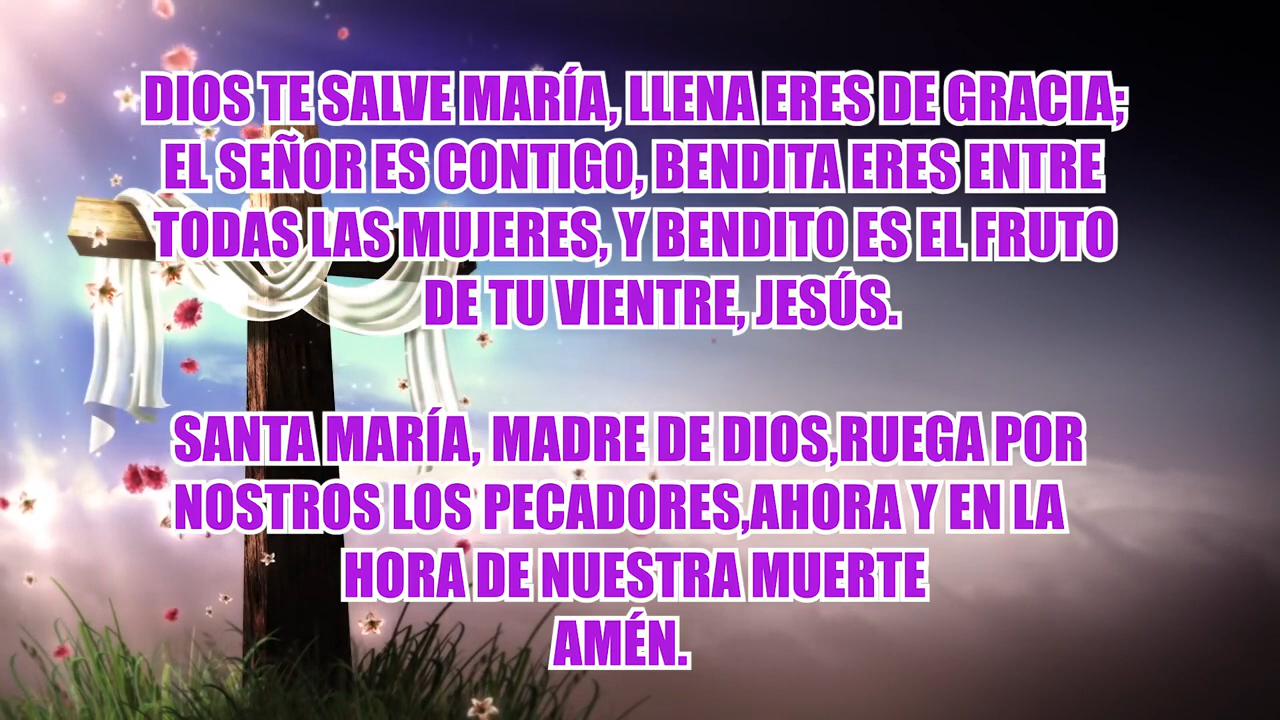 DIOS TE SALVE MARÍA, LLENA ERES DE GRACIA;
EL SEÑOR ES CONTIGO, BENDITA ERES ENTRE
TODAS LAS MUJERES, Y BENDITO ES EL FRUTO
DE TU VIENTRE, JESÚS.
SANTA MARÍA, MADRE DE DIOS,RUEGA POR
NOSTROS LOS PECADORES,AHORA Y EN LA
HORA DE NUESTRA MUERTE
AMÉN.